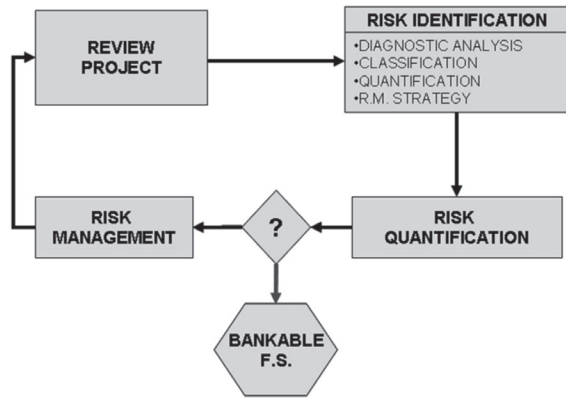 REVIEW
PROJECT
RISK IDENTIFICATION
•DIAGNOSTIC ANALYSIS
•CLASSIFICATION
•QUANTIFICATION
•R.M. STRATEGY
RISK
MANAGEMENT
?
RISK
QUANTIFICATION
BANKABLE
F.S.